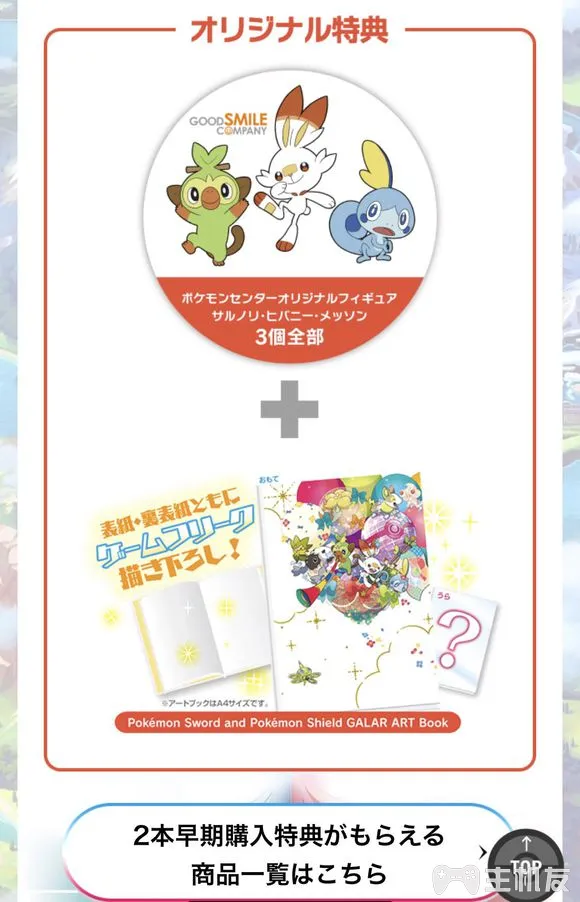 オリジナル特典
GOODSMILE
COMPANY
ポケモンセンターオリジナルフィギュア
サルノリ・ヒバニー・メッソン
3個全部
+
表紙・裏表紙ともに
ゲームフリーク
描き下ろし!
おもて
うら
?
※アートブックはA4サイズです。
Pokémon Sword and Pokémon Shield GALAR ART Book
2本早期購入特典がもらえる
商品一覧はこちら
TOP
主机友